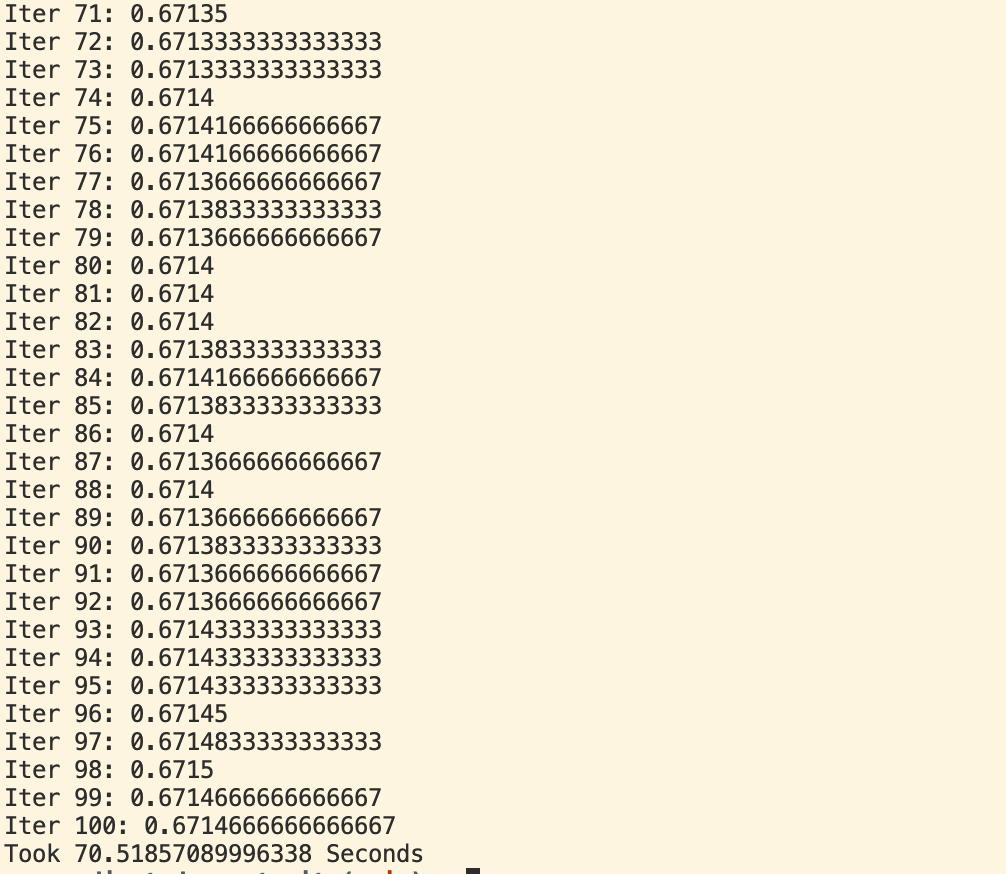 Iter 71: 0.67135
Iter 72: 0.6713333333333333
Iter 73: 0.6713333333333333
Iter 74: 0.6714
Iter 75: 0.6714166666666667
Iter 76: 0.6714166666666667
Iter 77: 0.6713666666666667
Iter 78: 0.6713833333333333
Iter 79: 0.6713666666666667
Iter 80: 0.6714
Iter 81: 0.6714
Iter 82: 0.6714
Iter 83: 0.6713833333333333
Iter 84: 0.6714166666666667
Iter 85: 0.6713833333333333
Iter 86: 0.6714
Iter 87: 0.6713666666666667
Iter 88: 0.6714
Iter 89: 0.6713666666666667
Iter 90: 0.6713833333333333
Iter 91: 0.6713666666666667
Iter 92: 0.6713666666666667
Iter 93: 0.6714333333333333
Iter 94: 0.6714333333333333
Iter 95: 0.6714333333333333
Iter 96: 0.67145
Iter 97: 0.6714833333333333
Iter 98: 0.6715
Iter 99: 0.6714666666666667
Iter 100: 0.6714666666666667
Took 70.51857089996338 Seconds